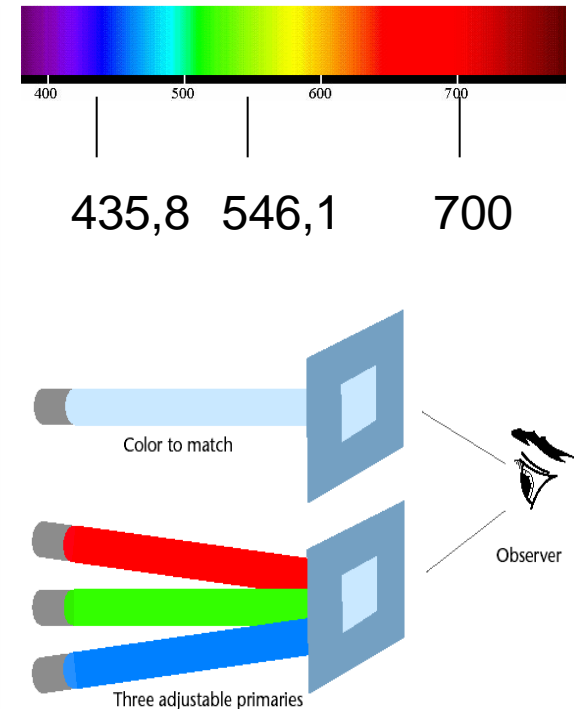 400 500 600 700
435,8 546,1 700
Color to match
Observer
Three adjustable primaries